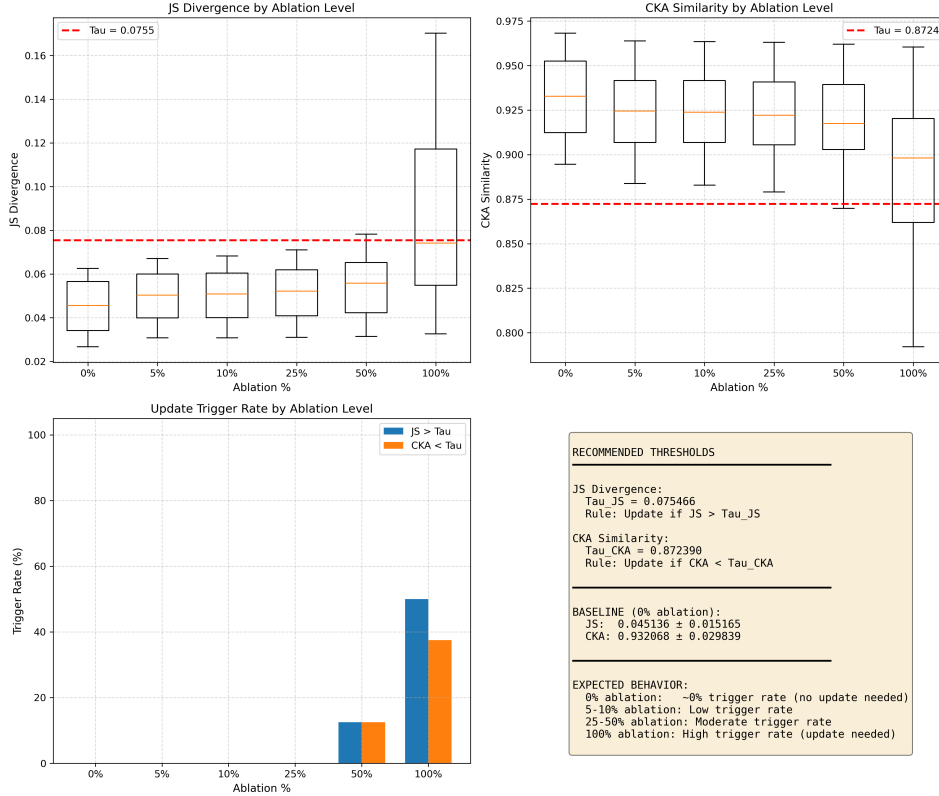 JS Divergence by Ablation Level
Tau = 0.0755
0.16
0.14
0.12
0.10
0.08
0.06
0.04
0.02
JS Divergence
0%
5%
10%
25%
50%
100%
Ablation %
CKA Similarity by Ablation Level
Tau = 0.8724
0.975
0.950
0.925
0.900
0.875
0.850
0.825
0.800
CKA Similarity
0%
5%
10%
25%
50%
100%
Ablation %
Update Trigger Rate by Ablation Level
JS > Tau
CKA < Tau
100
80
60
40
20
0
Trigger Rate (%)
0%
5%
10%
25%
50%
100%
Ablation %
RECOMMENDED THRESHOLDS
JS Divergence:
Tau_JS = 0.075466
Rule: Update if JS > Tau_JS
CKA Similarity:
Tau_CKA = 0.872390
Rule: Update if CKA < Tau_CKA
BASELINE (0% ablation):
JS: 0.045136 ± 0.015165
CKA: 0.932068 ± 0.029839
EXPECTED BEHAVIOR:
0% ablation: ~0% trigger rate (no update needed)
5-10% ablation: Low trigger rate
25-50% ablation: Moderate trigger rate
100% ablation: High trigger rate (update needed)